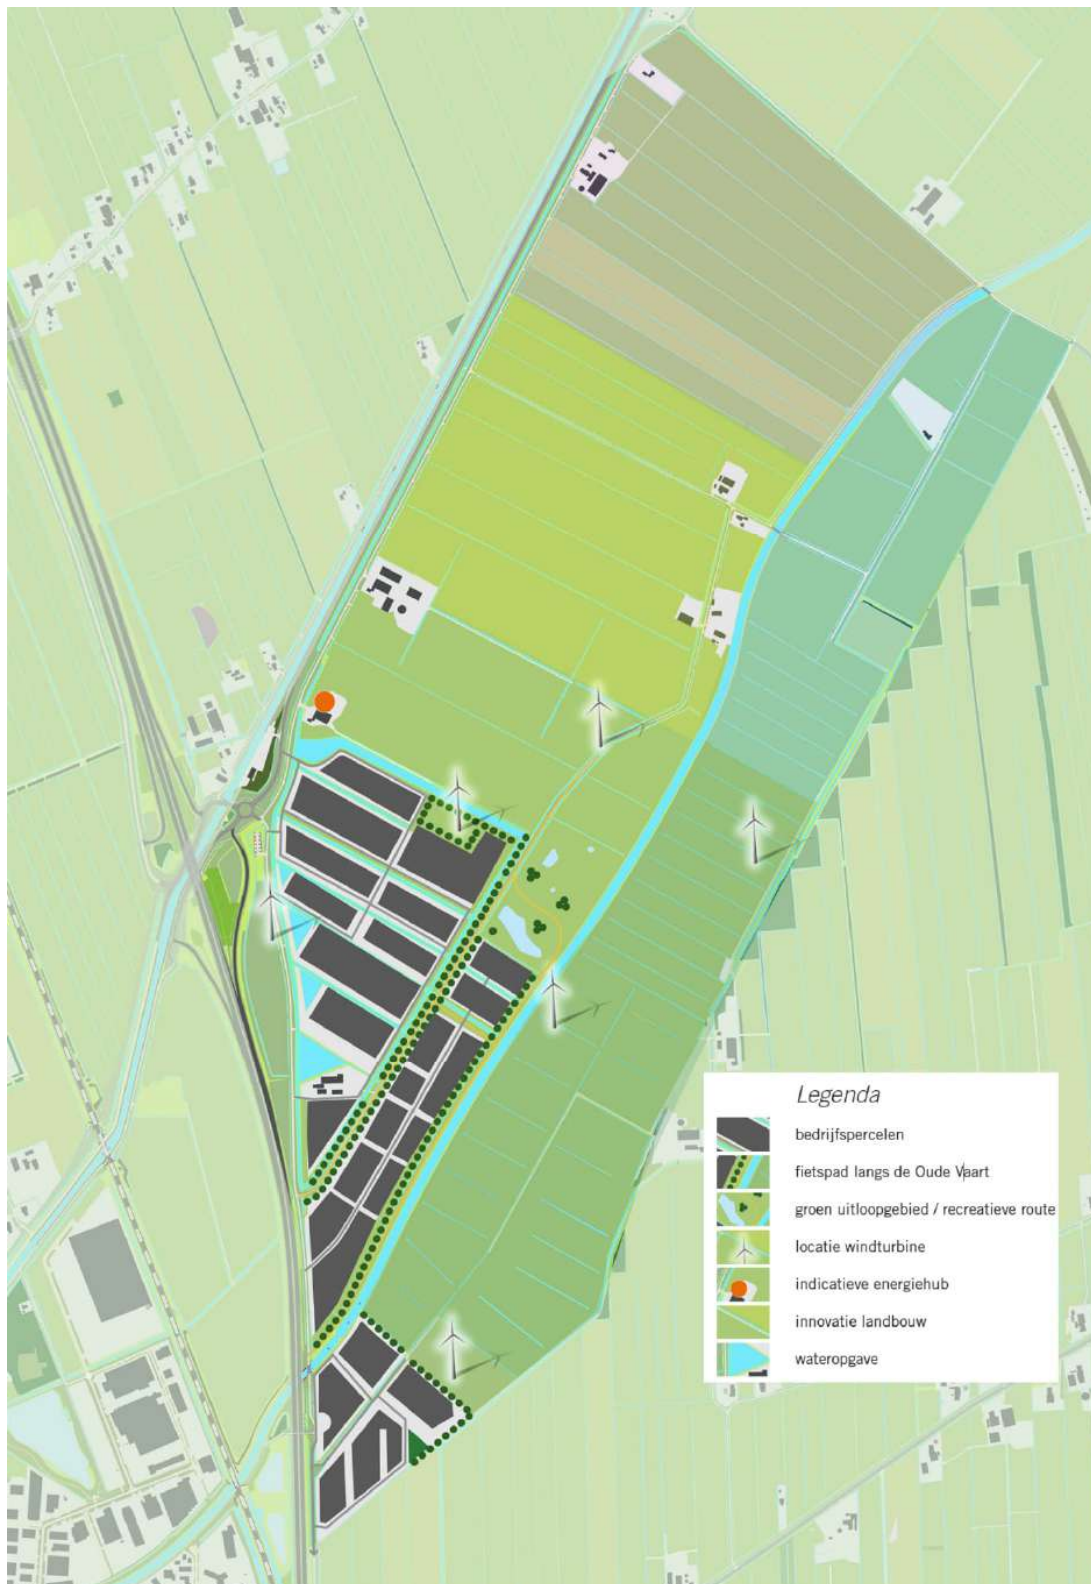 Legenda
bedrijfspercelen
fietspad langs de Oude Vaart
groen uitloopgebied / recreatieve route
locatie windturbine
indicatieve energiehub
innovatie landbouw
wateropgave